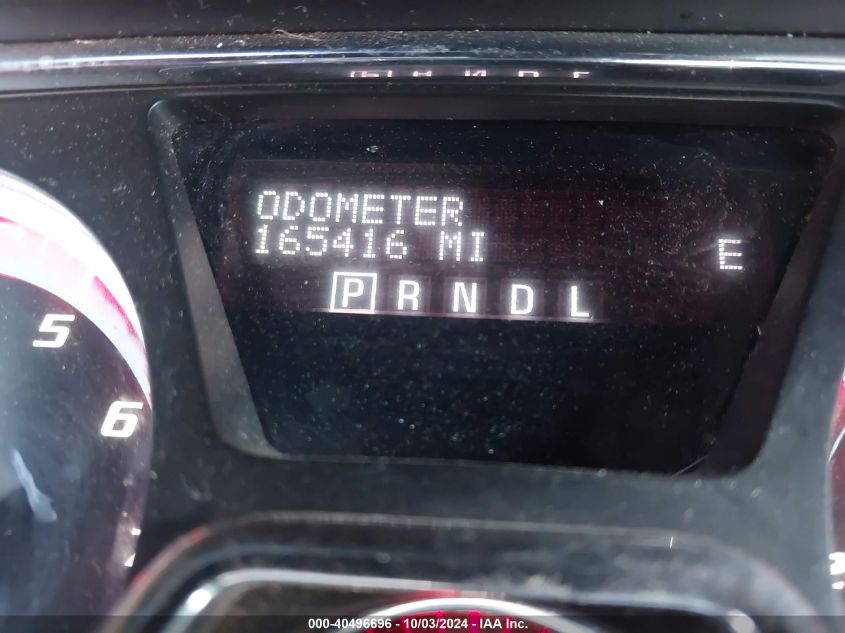 ODOMETER
165416 MI
E
P R N D L
5
6
000-40496696 - 10/03/2024 - IAA Inc.